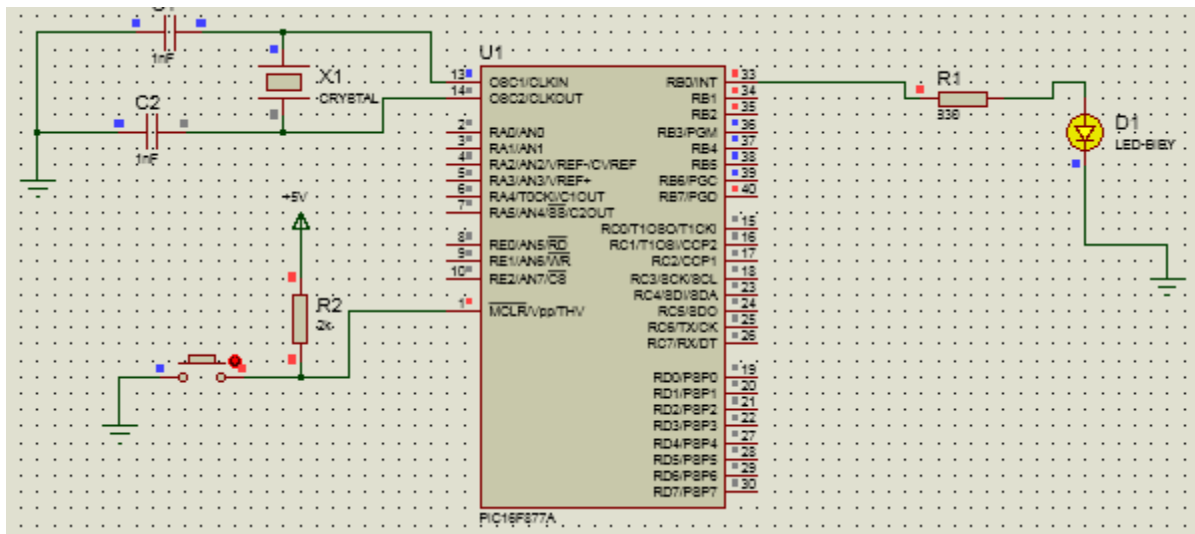 1nF
C2
1nF
X1
CRYSTAL
+5V
R2
2k
U1
13
OSC1/CLKIN
14
OSC2/CLKOUT
2
RA0/AN0
3
RA1/AN1
4
RA2/AN2/VREF-/CVREF
5
RA3/AN3/VREF+
6
RA4/T0CKI/C1OUT
7
RA5/AN4/SS/C2OUT
8
RE0/AN5/RD
9
RE1/AN6/WR
10
RE2/AN7/CS
1
MCLR/Vpp/THV
RB0/INT
33
RB1
34
RB2
35
RB3/PGM
36
RB4
37
RB5
38
RB6/PGC
39
RB7/PGD
40
RC0/T1OSO/T1CKI
15
RC1/T1OSI/CCP2
16
RC2/CCP1
17
RC3/SCK/SCL
18
RC4/SDI/SDA
23
RC5/SDO
24
RC6/TX/CK
25
RC7/RX/DT
26
RD0/PSP0
19
RD1/PSP1
20
RD2/PSP2
21
RD3/PSP3
22
RD4/PSP4
27
RD5/PSP5
28
RD6/PSP6
29
RD7/PSP7
30
PIC16F877A
R1
330
D1
LED-BIBY